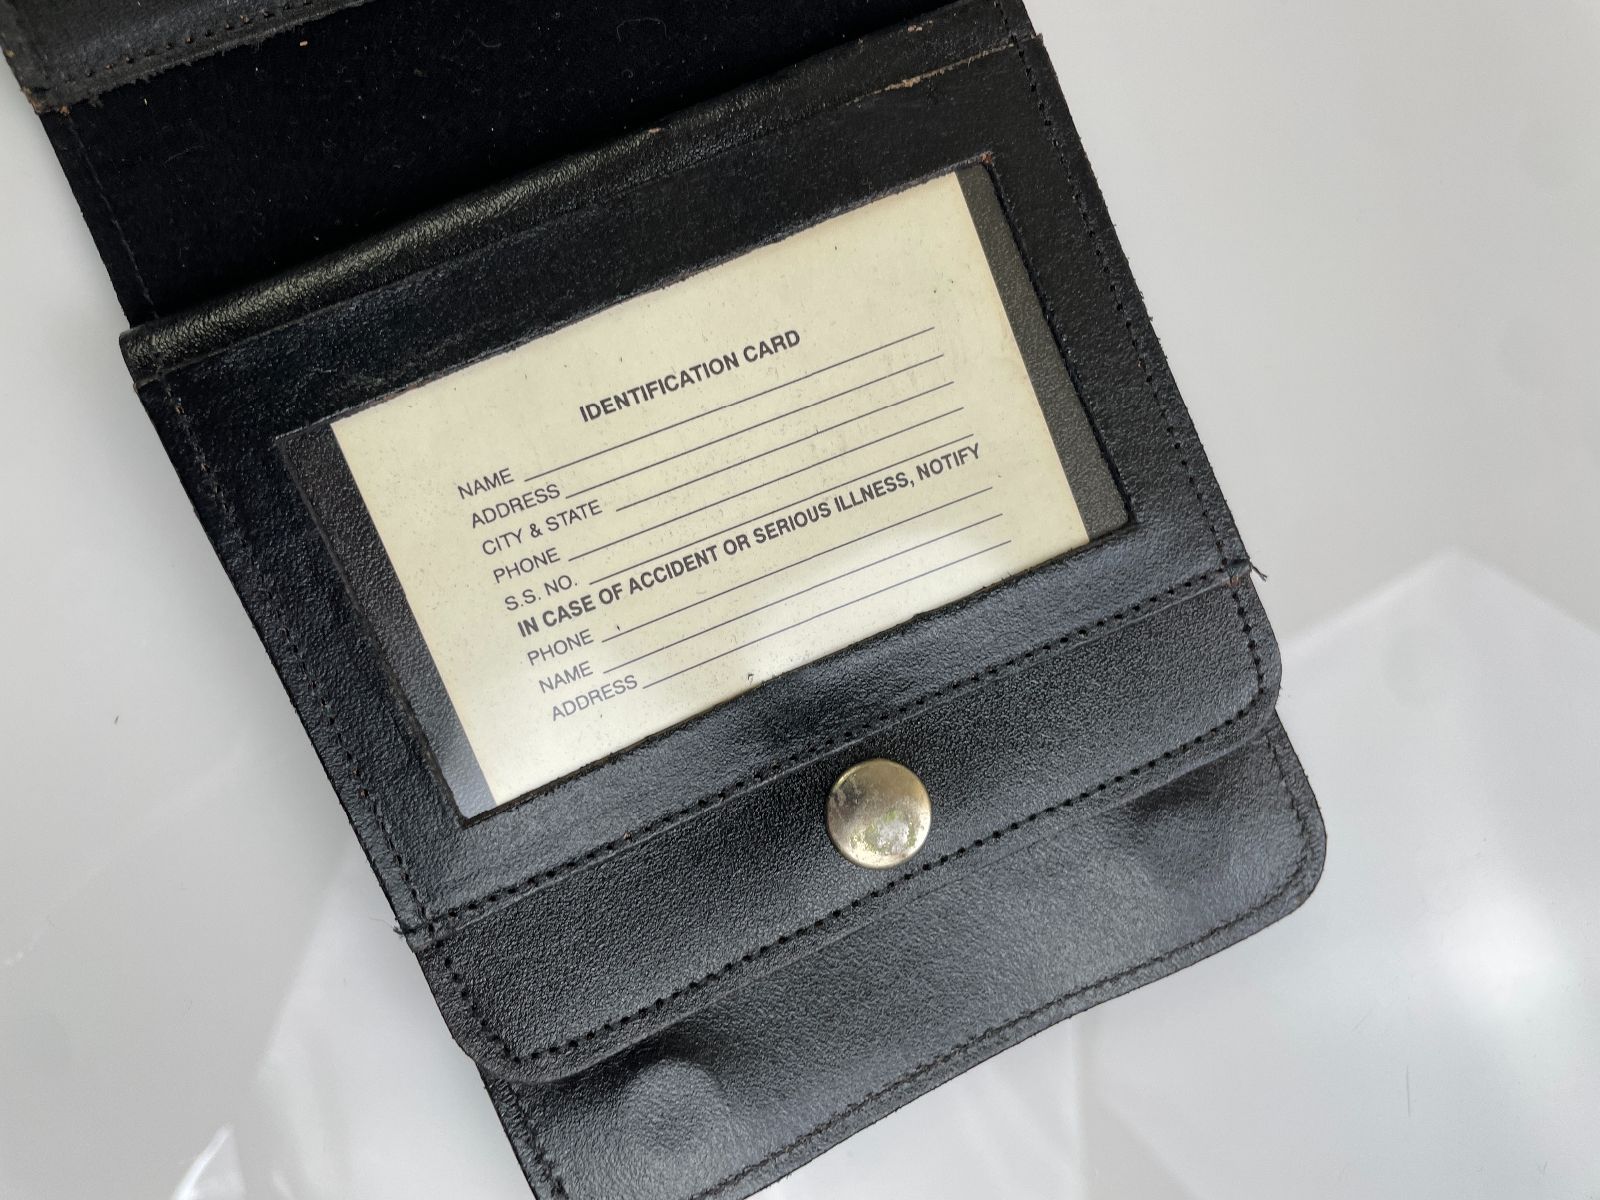 IDENTIFICATION CARD
NAME
ADDRESS
CITY & STATE
PHONE
S.S. NO.
IN CASE OF ACCIDENT OR SERIOUS ILLNESS, NOTIFY
PHONE
NAME
ADDRESS